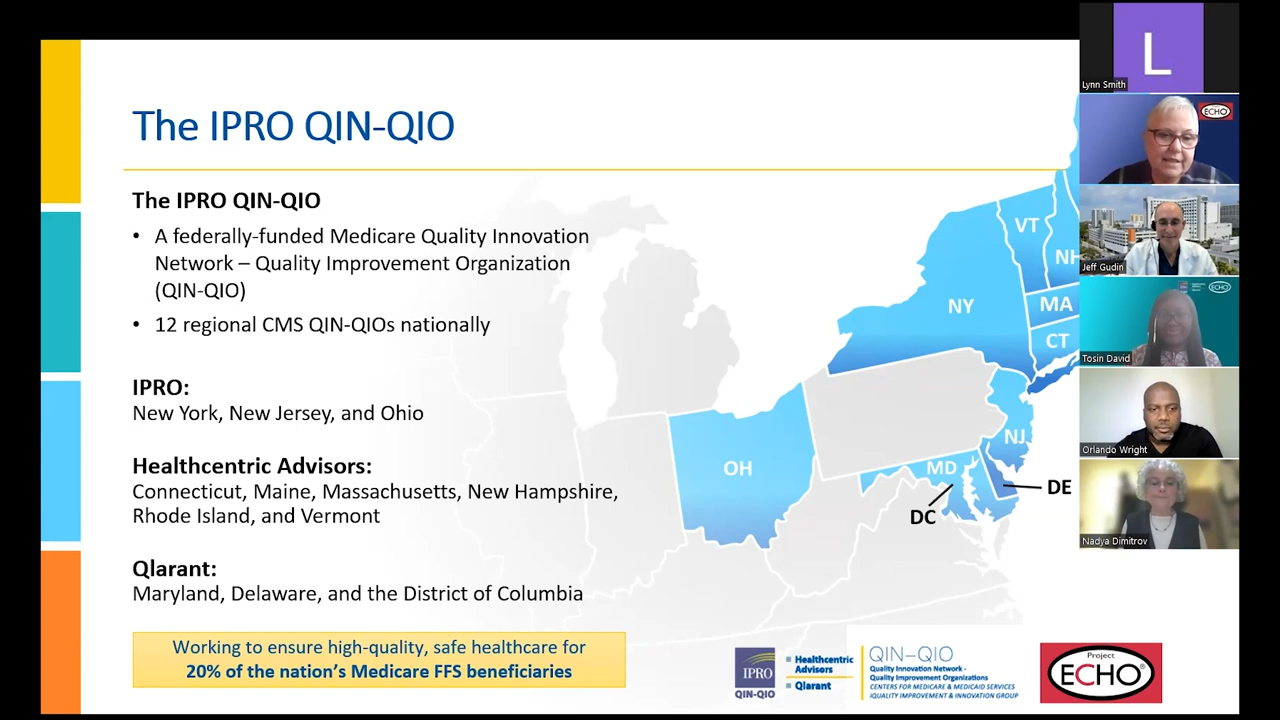 The IPRO QIN-QIO
The IPRO QIN-QIO
• A federally-funded Medicare Quality Innovation
Network – Quality Improvement Organization
(QIN-QIO)
• 12 regional CMS QIN-QIOs nationally
IPRO:
New York, New Jersey, and Ohio
Healthcentric Advisors:
Connecticut, Maine, Massachusetts, New Hampshire,
Rhode Island, and Vermont
Qlarant:
Maryland, Delaware, and the District of Columbia
Working to ensure high-quality, safe healthcare for
20% of the nation's Medicare FFS beneficiaries
VT
NH
NY
MA
CT
NJ
OH
MD
DE
DC
IPRO
QIN-QIO
Healthcentric
Advisors
Qlarant
QIN–QIO
Quality Innovation Network -
Quality Improvement Organizations
CENTERS FOR MEDICARE & MEDICAID SERVICES
iQUALITY IMPROVEMENT & INNOVATION GROUP
Project
ECHO®
L
Lynn Smith
ECHO
Jeff Gudin
ECHO
Tosin David
Orlando Wright
Nadya Dimitrov